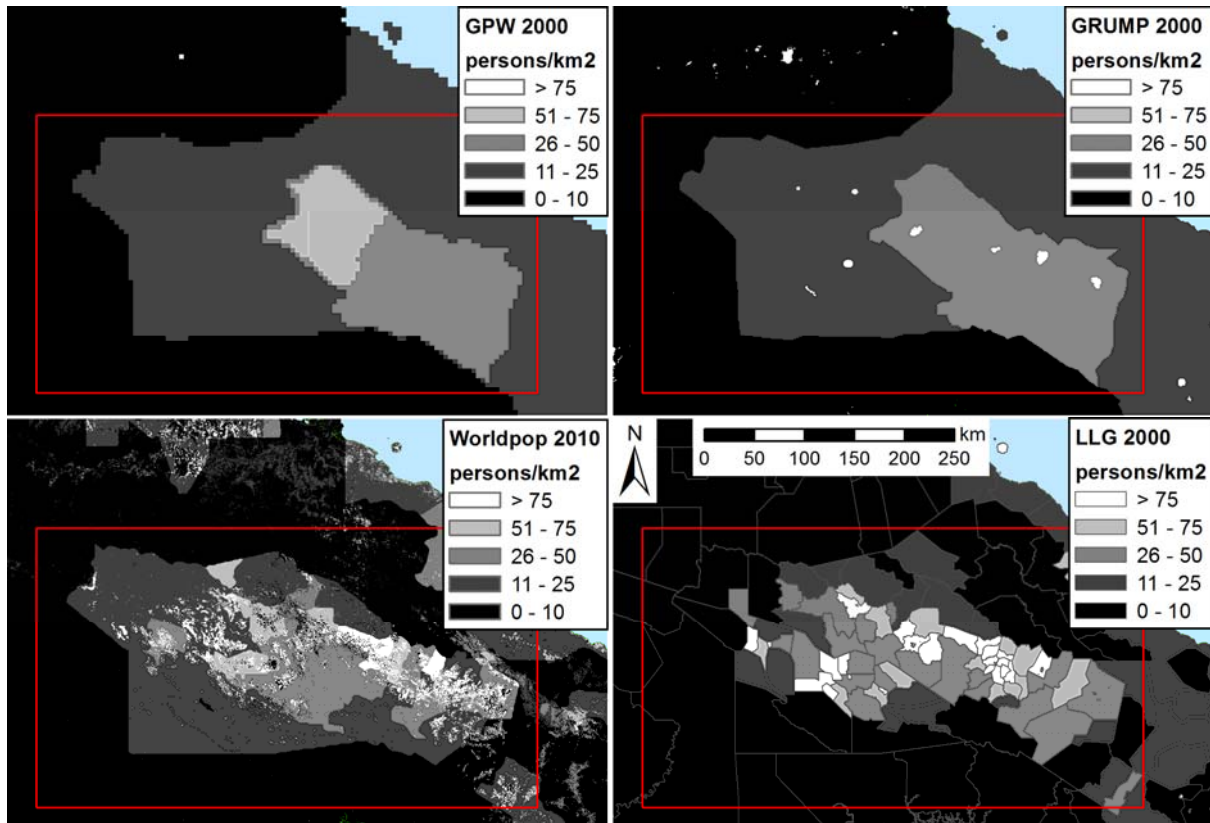 GPW 2000
persons/km2
> 75
51 - 75
26 - 50
11 - 25
0 - 10
GRUMP 2000
persons/km2
> 75
51 - 75
26 - 50
11 - 25
0 - 10
Worldpop 2010
persons/km2
> 75
51 - 75
26 - 50
11 - 25
0 - 10
N
km
0 50 100 150 200 250
LLG 2000
persons/km2
> 75
51 - 75
26 - 50
11 - 25
0 - 10